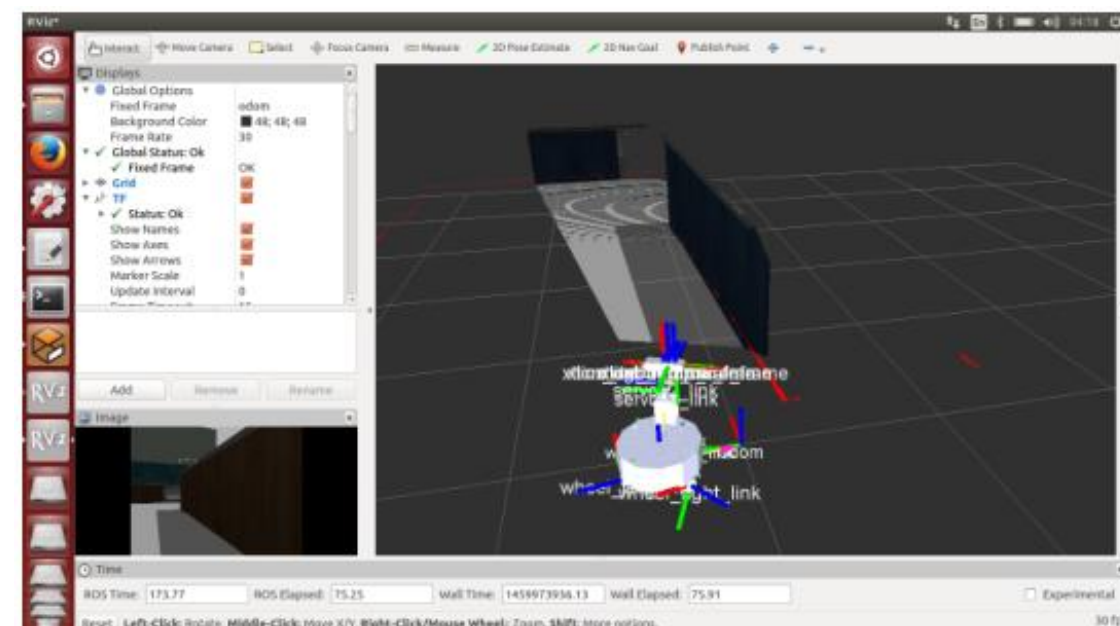 RViz*
04:18
Interact Move Camera Select Focus Camera Measure 2D Pose Estimate 2D Nav Goal Publish Point
Displays
Global Options
Fixed Frame odom
Background Color 48; 48; 48
Frame Rate 30
Global Status: Ok
Fixed Frame OK
Grid
TF
Status: Ok
Show Names
Show Axes
Show Arrows
Marker Scale 1
Update Interval 0
Add Remove Rename
Image
servo_link
wheel_right_link
Time
ROS Time: 173.77 ROS Elapsed: 75.25 Wall Time: 1459973936.13 Wall Elapsed: 75.91 Experimental
Reset Left-Click: Rotate. Middle-Click: Move X/Y. Right-Click/Mouse Wheel: Zoom. Shift: More options. 30 fp